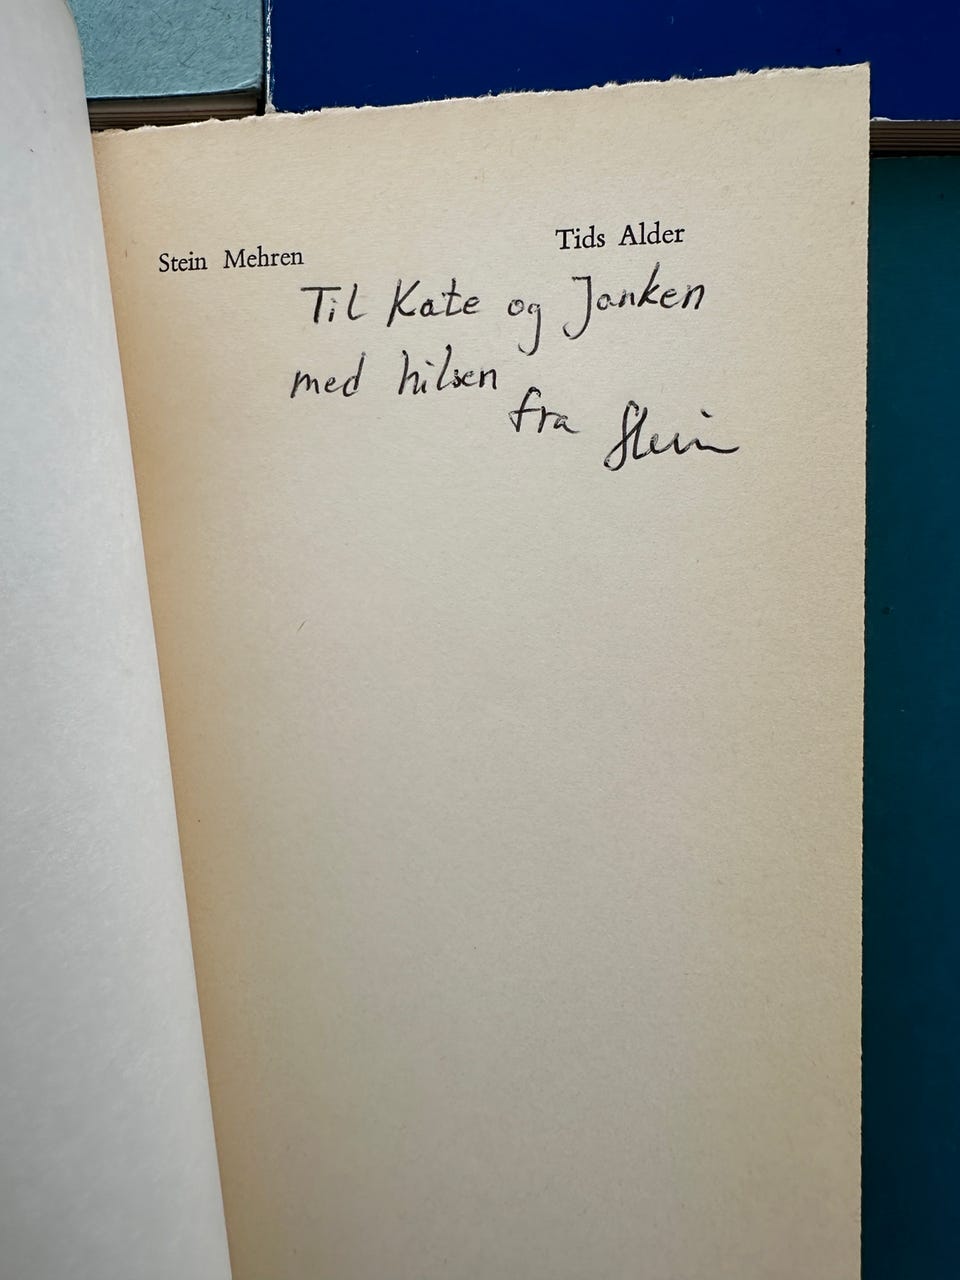 Stein Mehren Tids Alder
Til Kate og Janken
med hilsen
fra Stein